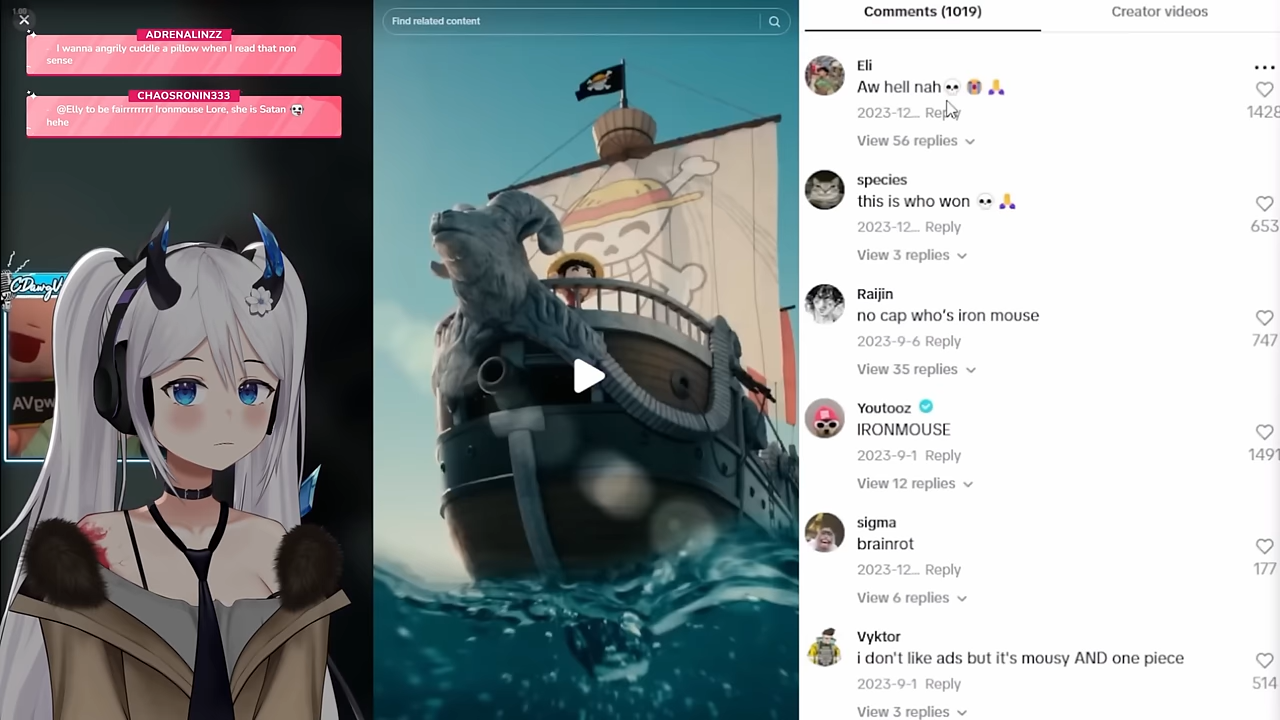 1.00
ADRENALINZZ
I wanna angrily cuddle a pillow when I read that non
sense
CHAOSRONIN333
@Elly to be fairrrrrrrr Ironmouse Lore, she is Satan
hehe
CDawgV
Find related content
Comments (1019)
Creator videos
Eli
Aw hell nah💀 🙏
2023-12... Reply
1428
View 56 replies
species
this is who won 💀 🙏
2023-12... Reply
653
View 3 replies
Raijin
no cap who's iron mouse
2023-9-6 Reply
747
View 35 replies
Youtooz
IRONMOUSE
2023-9-1 Reply
1491
View 12 replies
sigma
brainrot
2023-12... Reply
177
View 6 replies
Vyktor
i don't like ads but it's mousy AND one piece
2023-9-1 Reply
514
View 3 replies